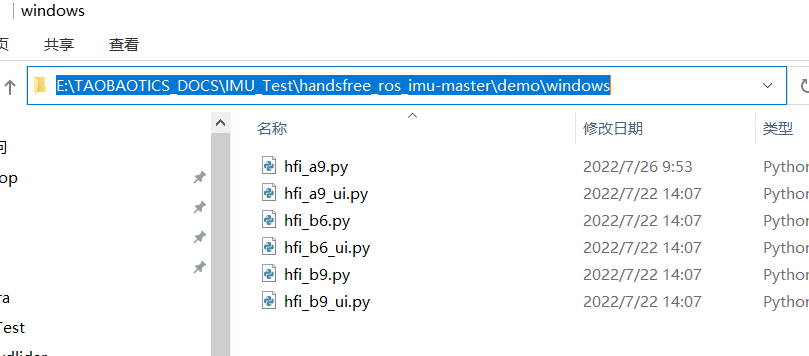 windows
页
共享
查看
E:\TAOBAOTICS_DOCS\IMU_Test\handsfree_ros_imu-master\demo\windows
名称 修改日期 类型
问
hfi_a9.py 2022/7/26 9:53 Python
op
hfi_a9_ui.py 2022/7/22 14:07 Python
hfi_b6.py 2022/7/22 14:07 Python
hfi_b6_ui.py 2022/7/22 14:07 Python
hfi_b9.py 2022/7/22 14:07 Python
ra
hfi_b9_ui.py 2022/7/22 14:07 Python
Test